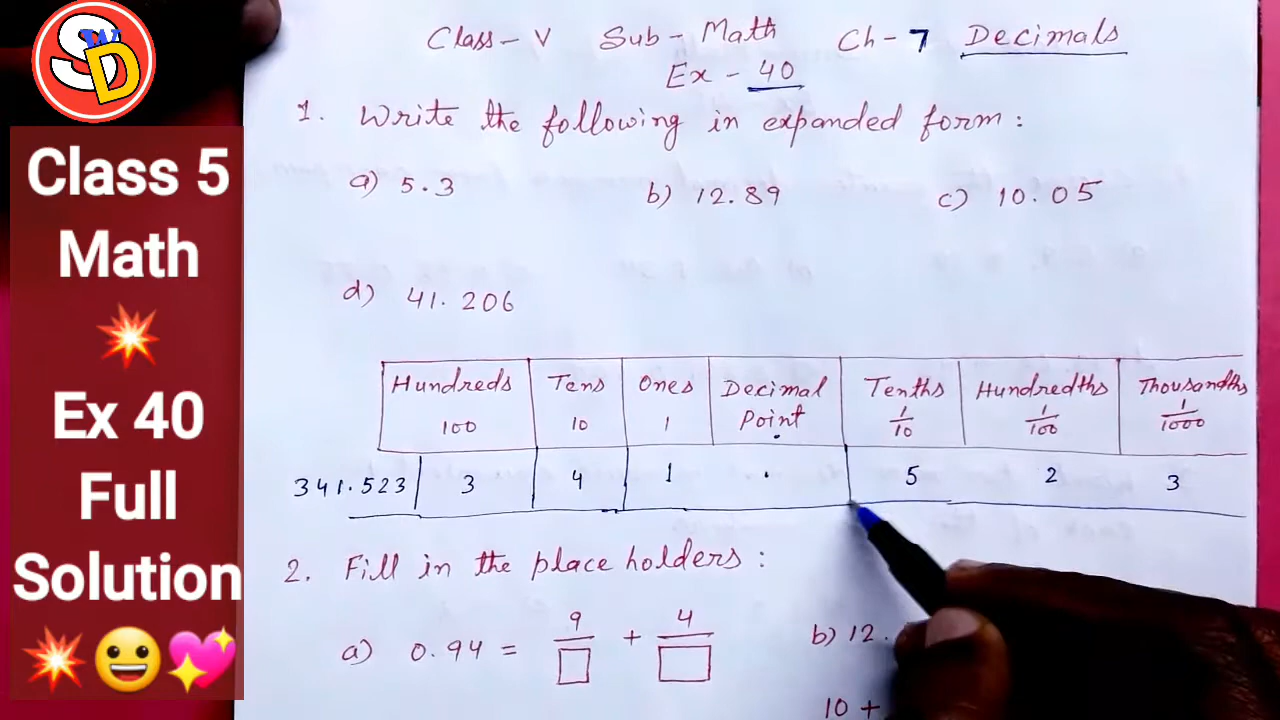 SWD
Class 5
Math
💥
Ex 40
Full
Solution
💥😀💖
Class - V Sub - Math Ch - 7 Decimals
Ex - 40
1. Write the following in expanded form :
a) 5.3 b) 12.89 c) 10.05
d) 41.206
Hundreds Tens Ones Decimal Tenths Hundredths Thousandths
100 10 1 Point . 1/10 1/100 1/1000
341.523 3 4 1 . 5 2 3
2. Fill in the place holders :
a) 0.94 = 9/□ + 4/□ b) 12.
10 +